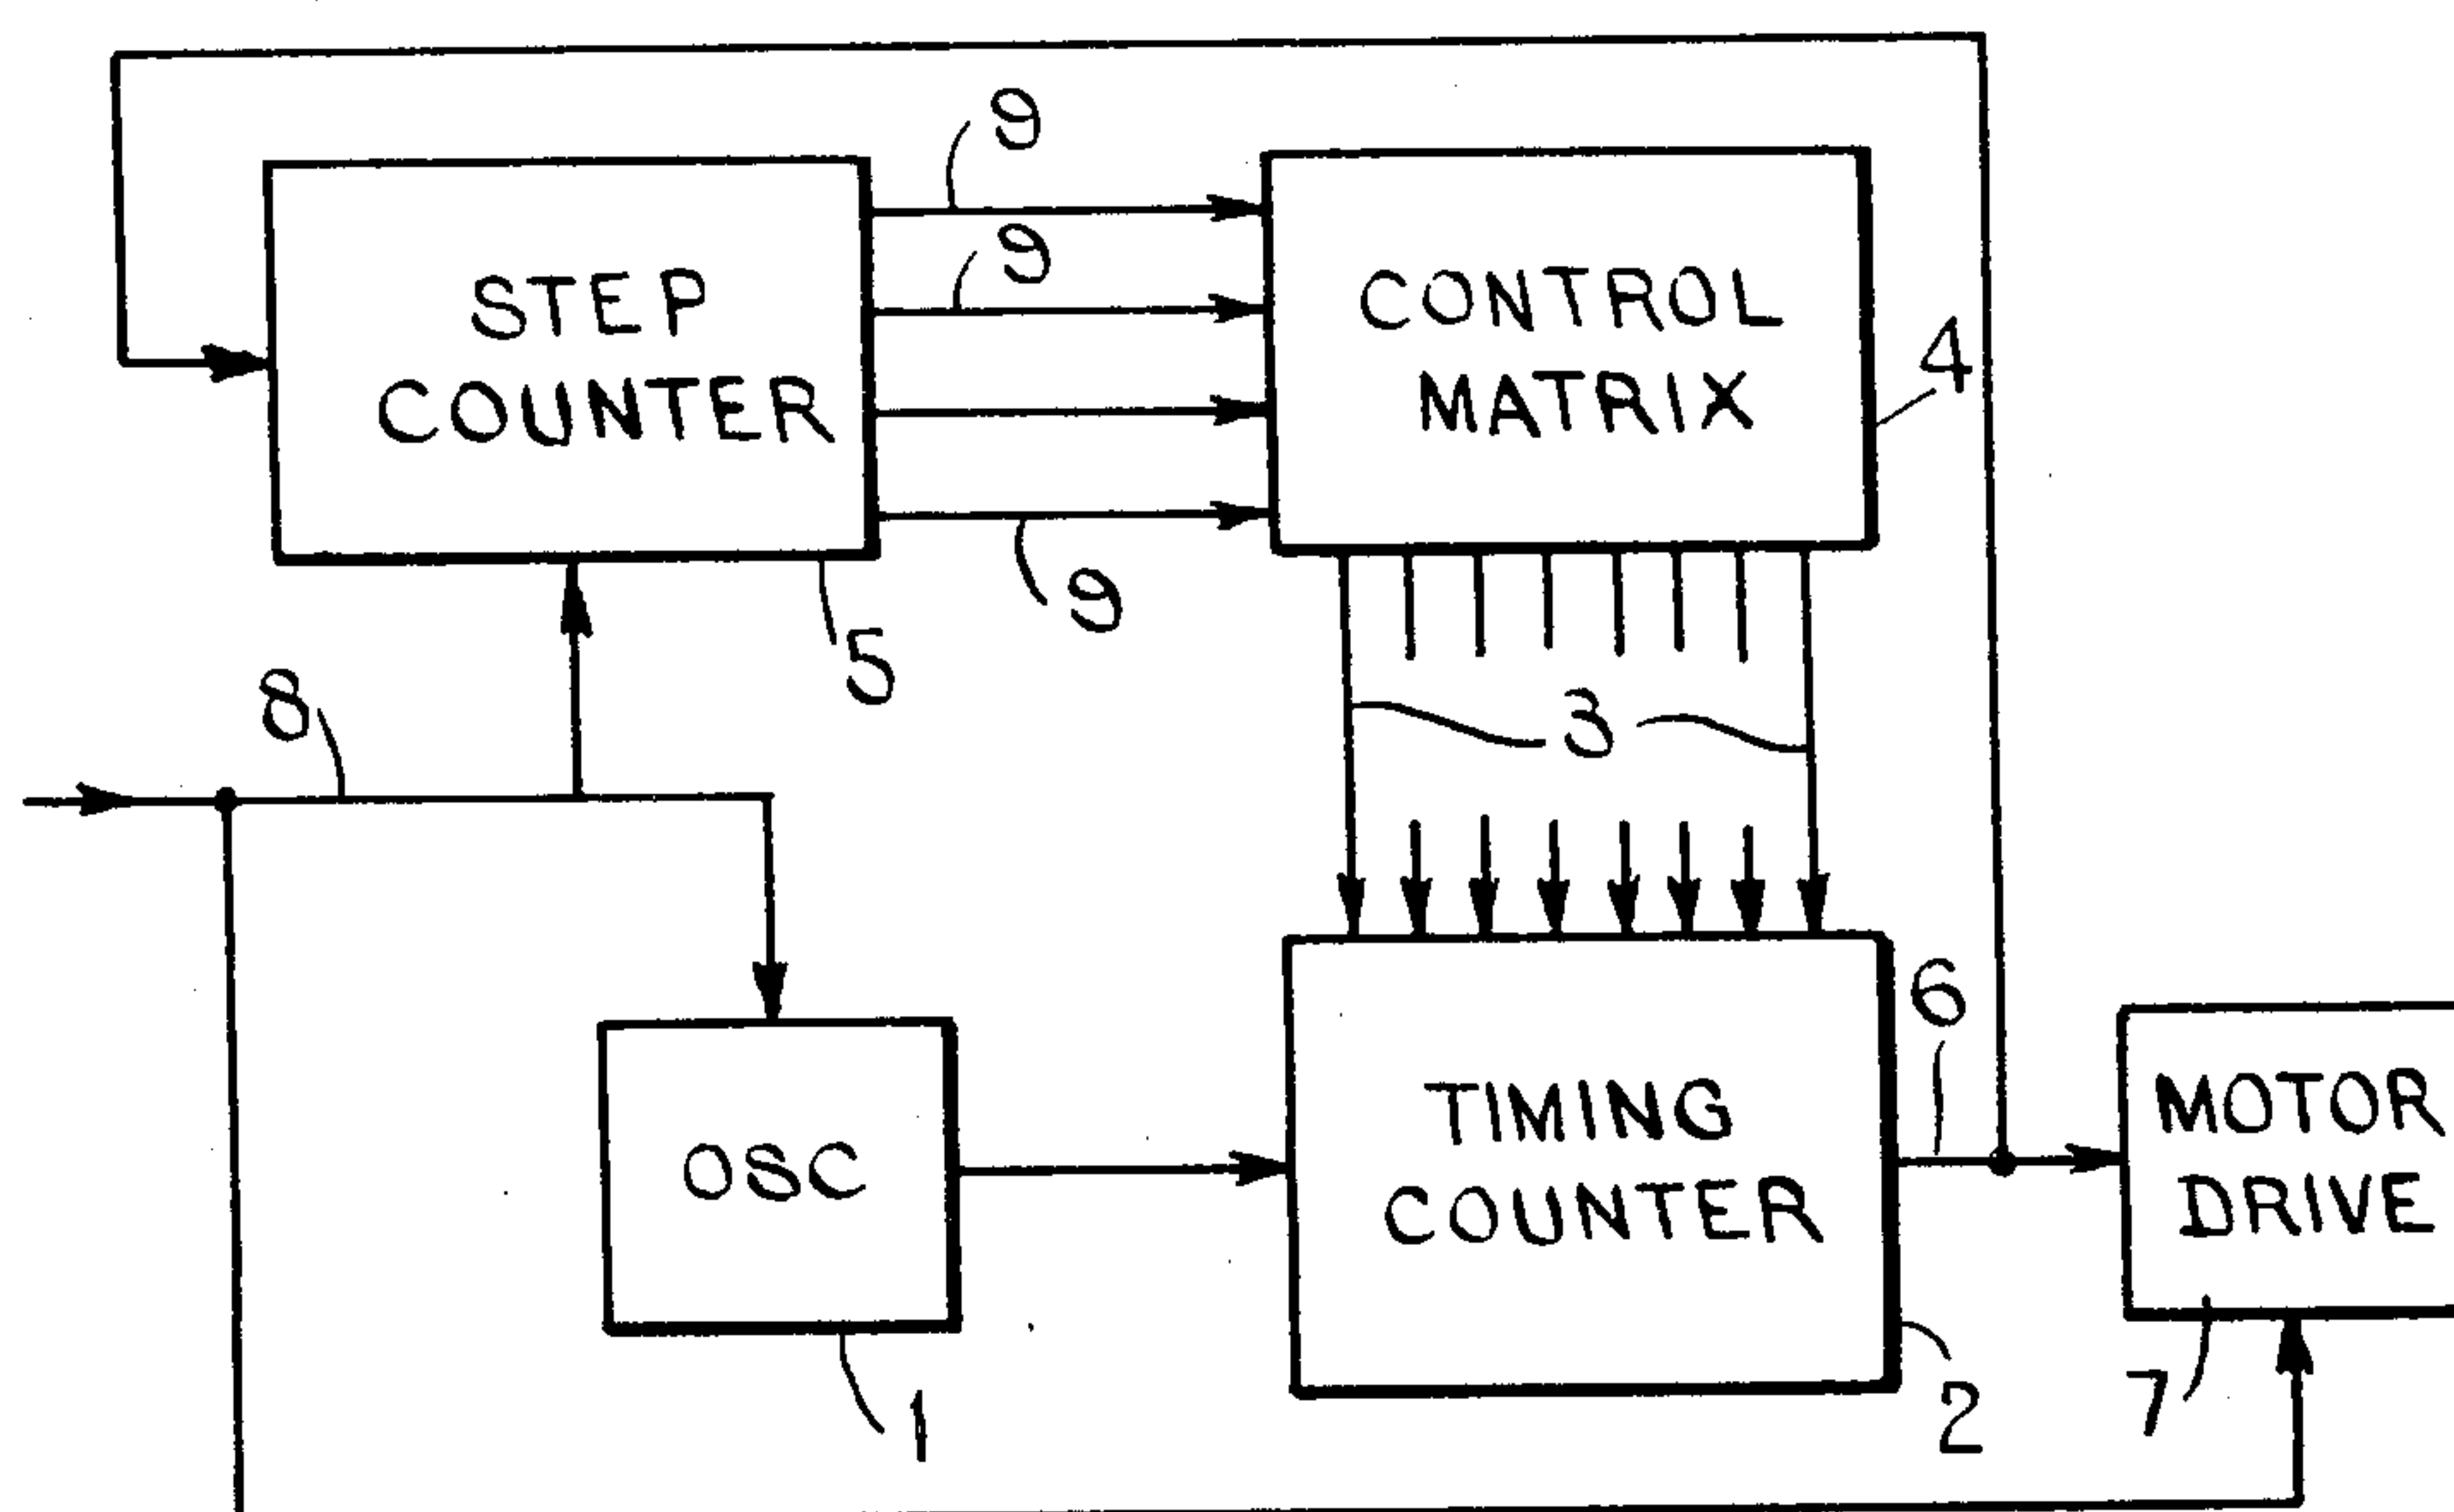 9
9
STEP
COUNTER
CONTROL
MATRIX
4
9
5
8
3
6
OSC
TIMING
COUNTER
MOTOR
DRIVE
1
2
7